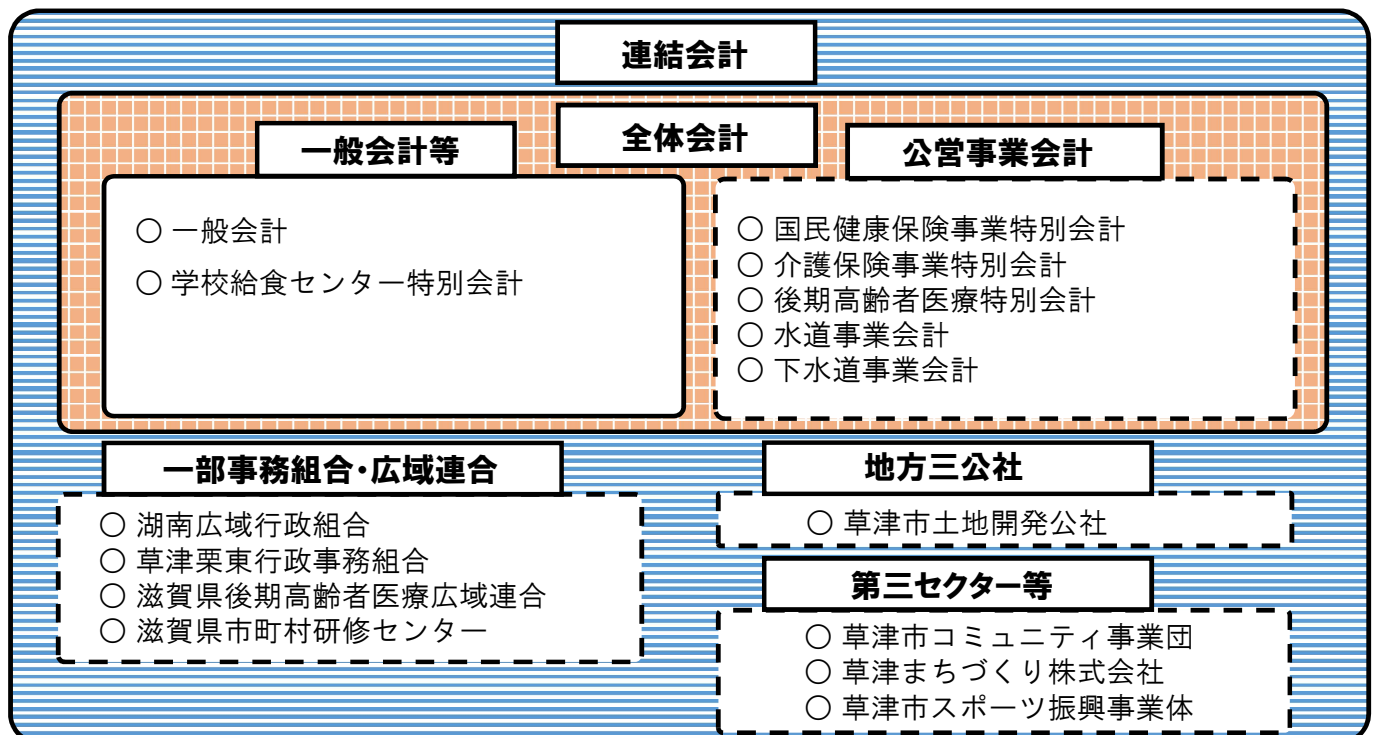 連結会計
全体会計
一般会計等
○ 一般会計
○ 学校給食センター特別会計
公営事業会計
○ 国民健康保険事業特別会計
○ 介護保険事業特別会計
○ 後期高齢者医療特別会計
○ 水道事業会計
○ 下水道事業会計
一部事務組合・広域連合
○ 湖南広域行政組合
○ 草津栗東行政事務組合
○ 滋賀県後期高齢者医療広域連合
○ 滋賀県市町村研修センター
地方三公社
○ 草津市土地開発公社
第三セクター等
○ 草津市コミュニティ事業団
○ 草津まちづくり株式会社
○ 草津市スポーツ振興事業体